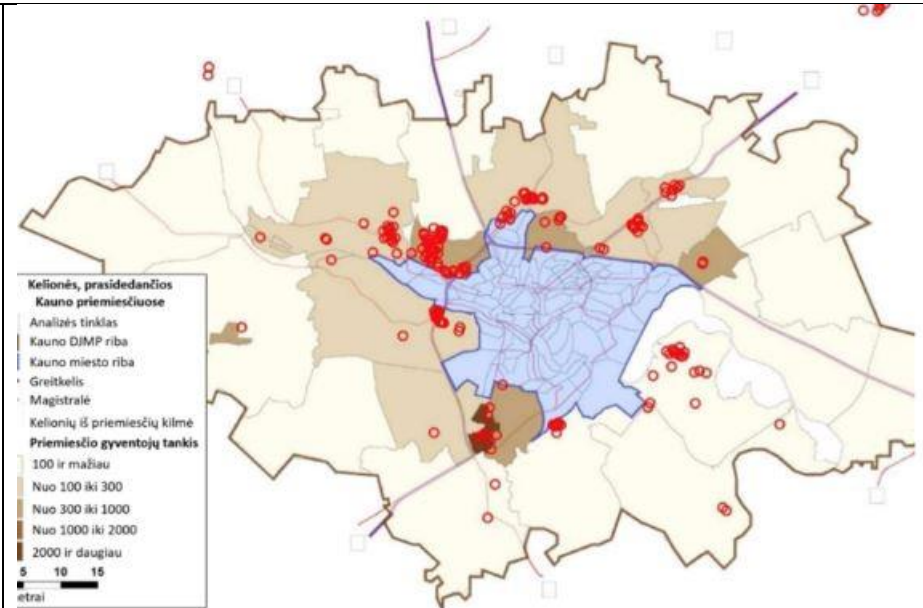 Kelionės, prasidedančios
Kauno priemiesčiuose
Analizės tinklas
Kauno DJMP riba
Kauno miesto riba
Greitkelis
Magistralė
Kelionių iš priemiesčių kilmė
Priemiesčio gyventojų tankis
100 ir mažiau
Nuo 100 iki 300
Nuo 300 iki 1000
Nuo 1000 iki 2000
2000 ir daugiau
5 10 15
etrai